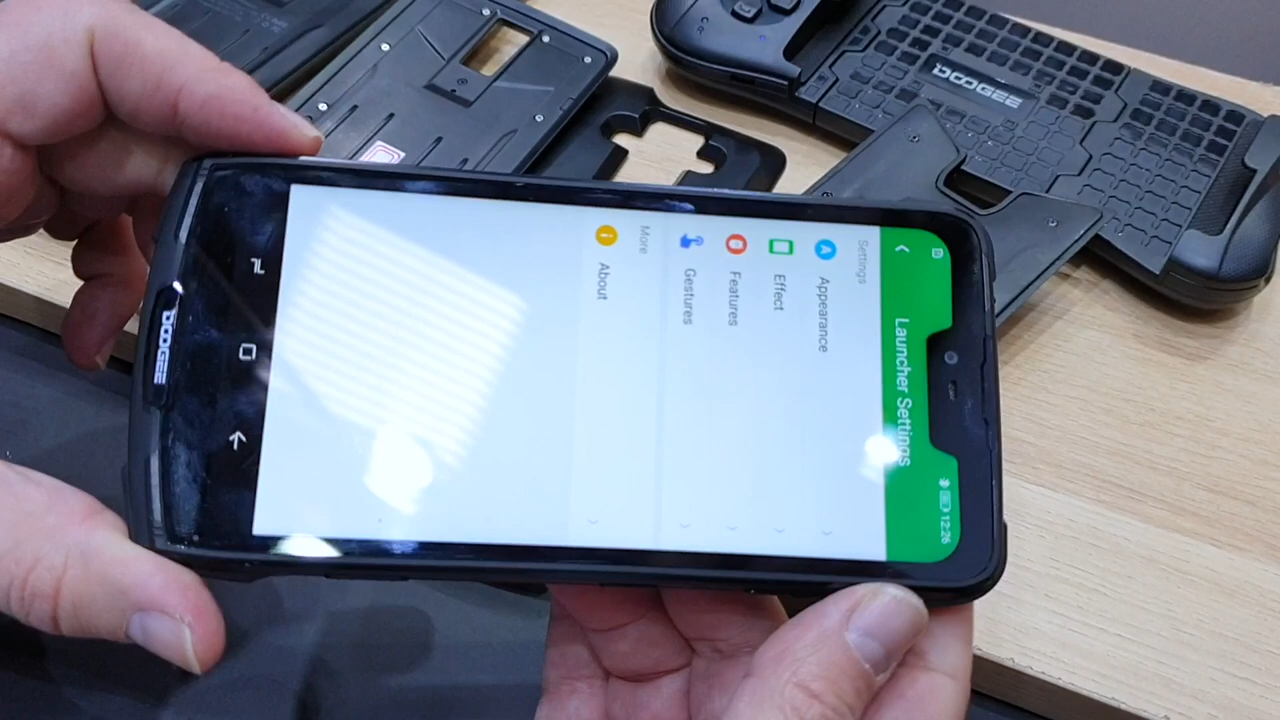 12:26
Launcher Settings
Settings
Appearance
Effect
Features
Gestures
More
About
DOOGEE
DOOGEE